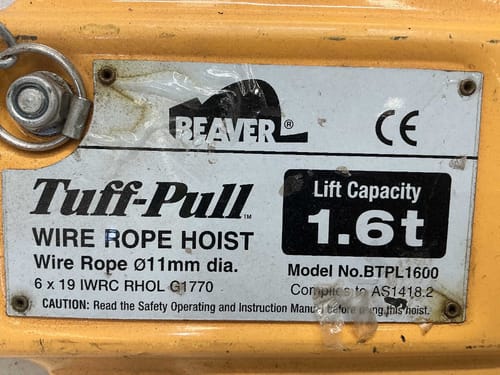 BEAVER®
CE
Tuff-Pull™
Lift Capacity
1.6t
WIRE ROPE HOIST
Wire Rope Ø11mm dia.
Model No.BTPL1600
6 x 19 IWRC RHOL G1770
Complies to AS1418.2
CAUTION: Read the Safety Operating and Instruction Manual before using this hoist.